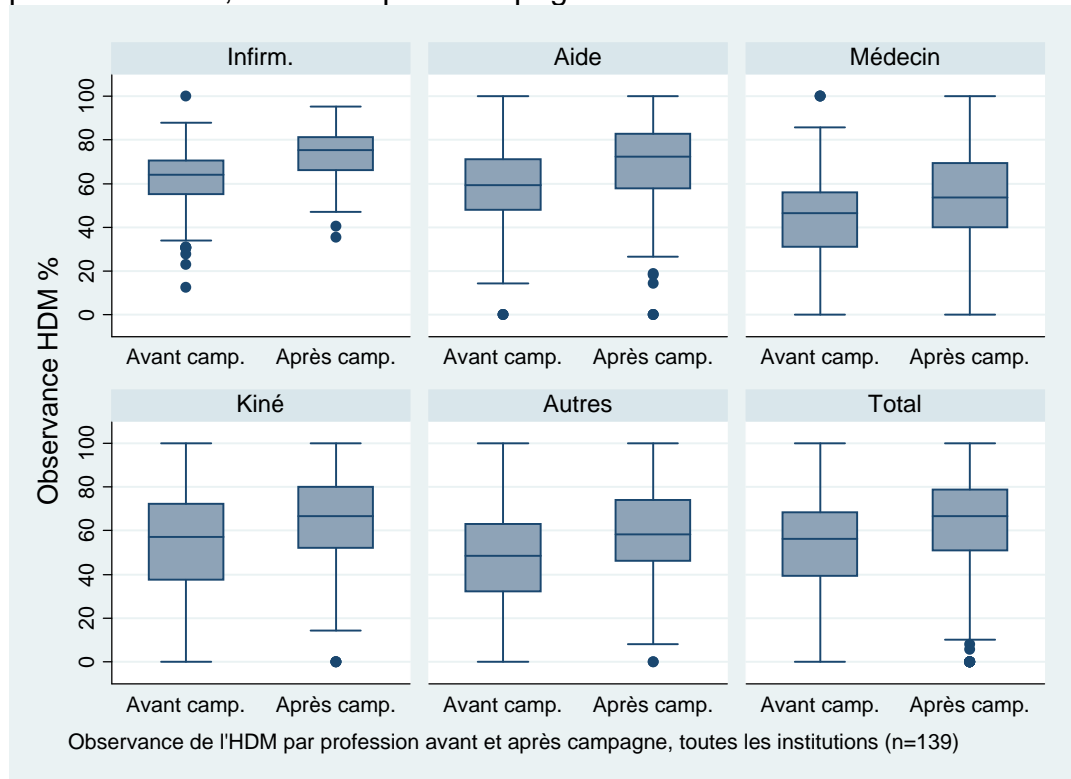 Infirm. Aide Médecin
100
80
60
40
20
0
Avant camp. Après camp. Avant camp. Après camp. Avant camp. Après camp.
Observance HDM %
Kiné Autres Total
100
80
60
40
20
0
Avant camp. Après camp. Avant camp. Après camp. Avant camp. Après camp.
Observance de l'HDM par profession avant et après campagne, toutes les institutions (n=139)